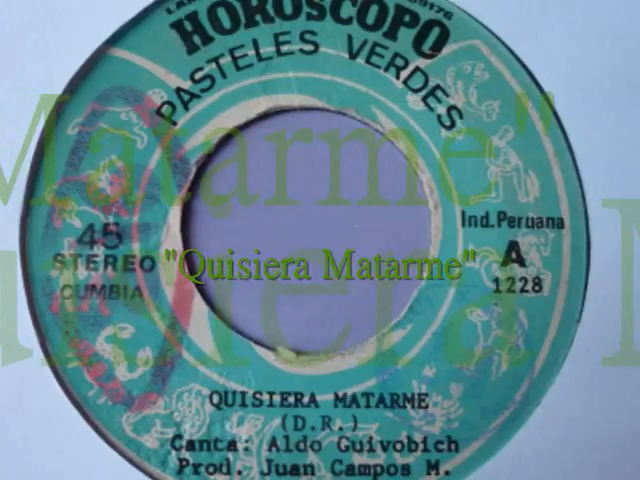 HOROSCOPO
PASTELES VERDES
45
STEREO
CUMBIA
Ind. Peruana
A
1228
"Quisiera Matarme"
Matarme"
QUISIERA MATARME
(D.R.)
Canta: Aldo Guivobich
Prod. Juan Campos M.